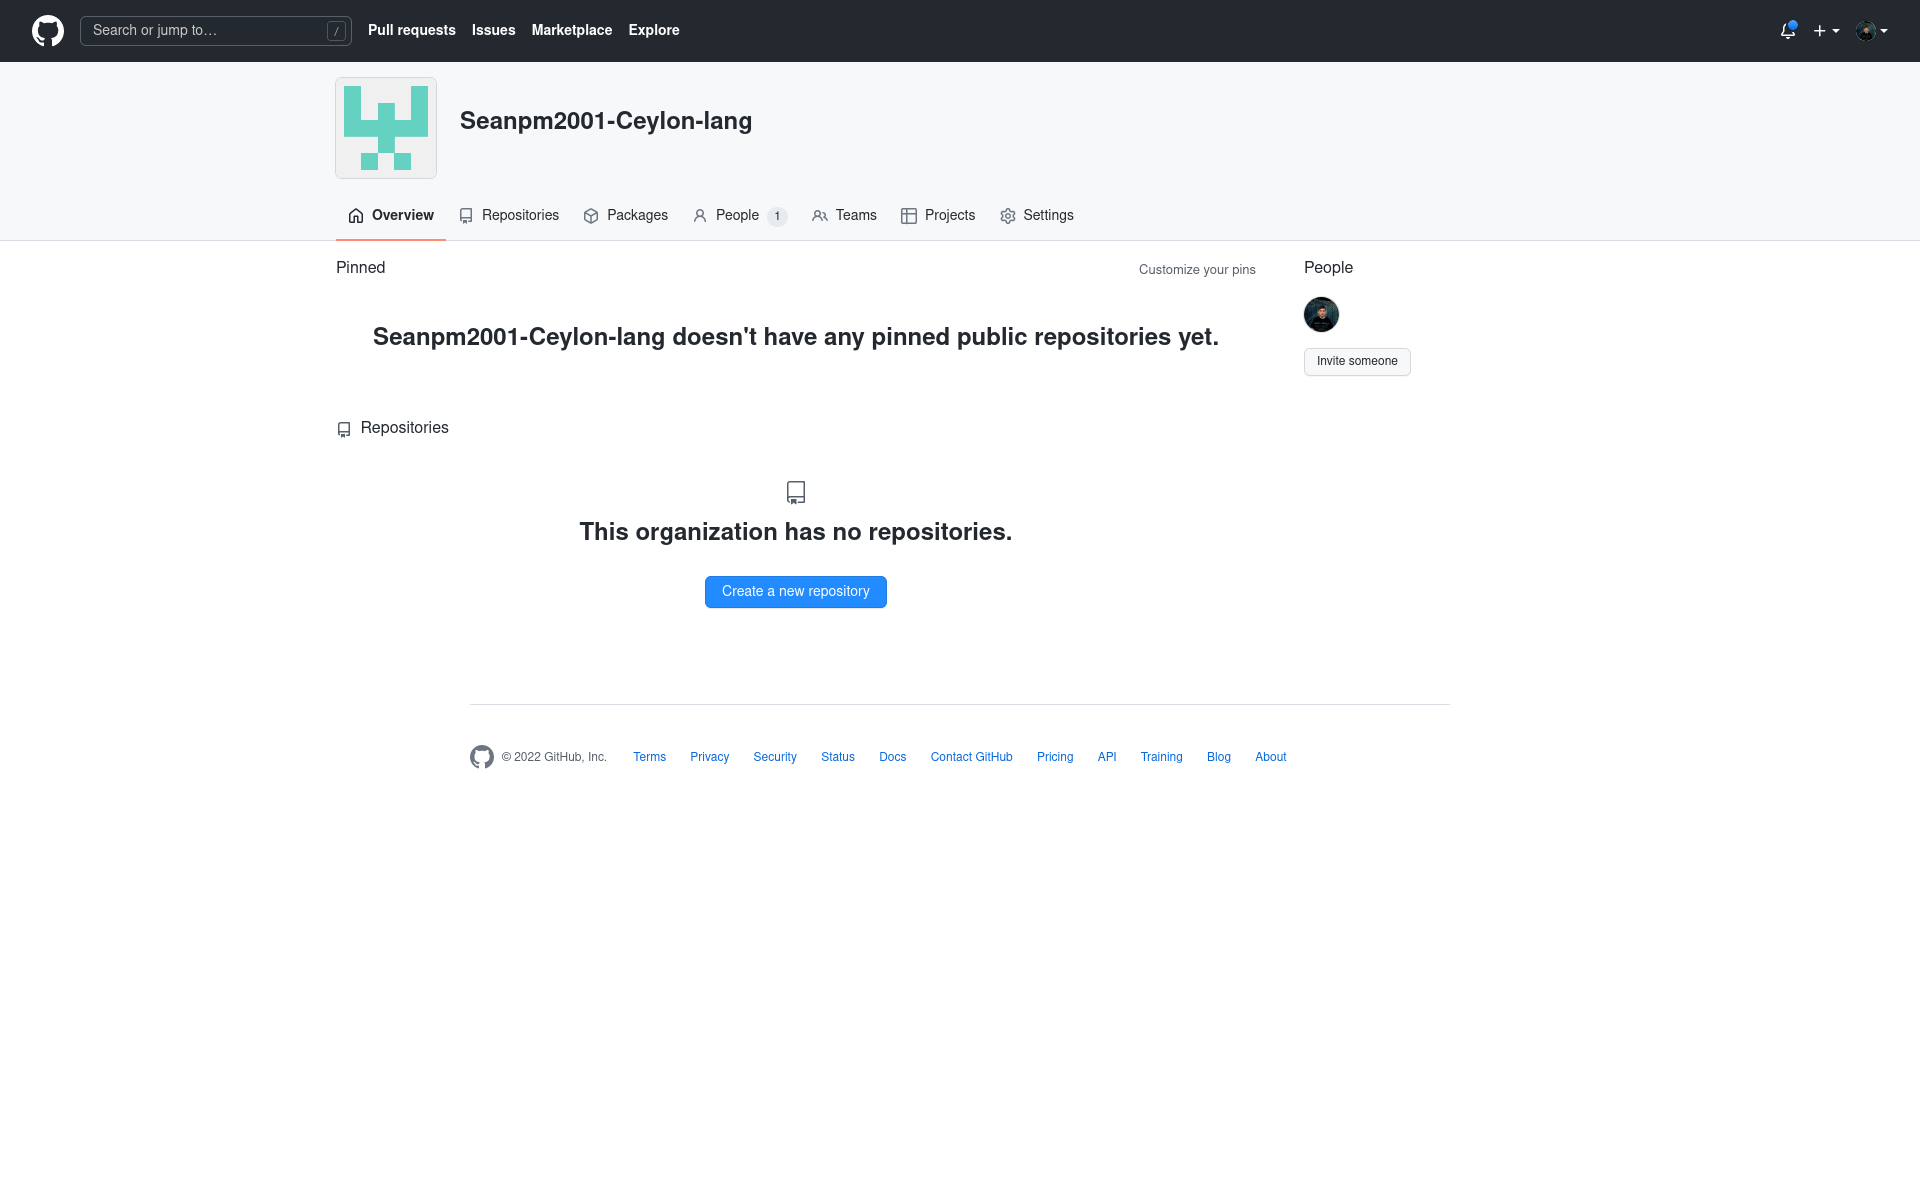 Search or jump to… /
Pull requests Issues Marketplace Explore
Seanpm2001-Ceylon-lang
Overview Repositories Packages People 1 Teams Projects Settings
Pinned Customize your pins
Seanpm2001-Ceylon-lang doesn't have any pinned public repositories yet.
People
Invite someone
Repositories
This organization has no repositories.
Create a new repository
© 2022 GitHub, Inc. Terms Privacy Security Status Docs Contact GitHub Pricing API Training Blog About